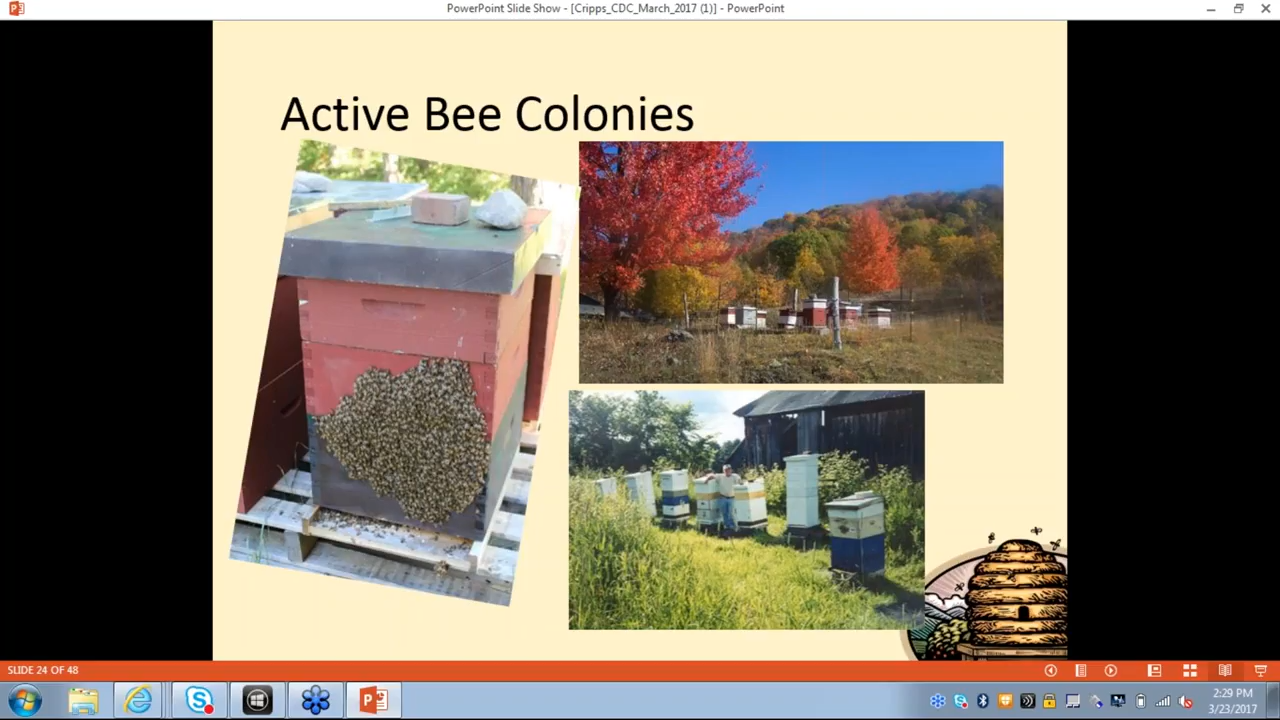 PowerPoint Slide Show - [Cripps_CDC_March_2017 (1)] - PowerPoint
Active Bee Colonies
SLIDE 24 OF 48
2:29 PM
3/23/2017